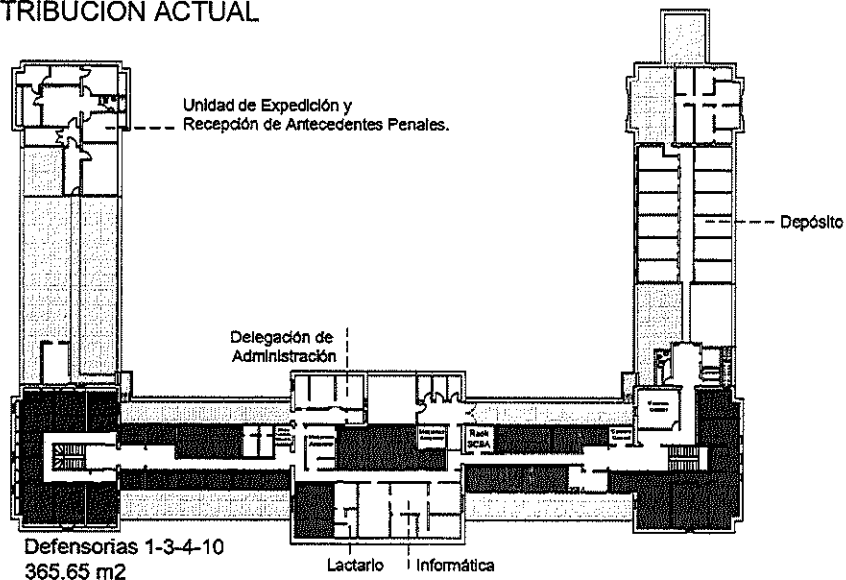 TRIBUCION ACTUAL
Unidad de Expedición y
Recepción de Antecedentes Penales.
Depósito
Delegación de
Administración
Rack
SCBA
Defensorias 1-3-4-10
365.65 m2
Lactario
Informática